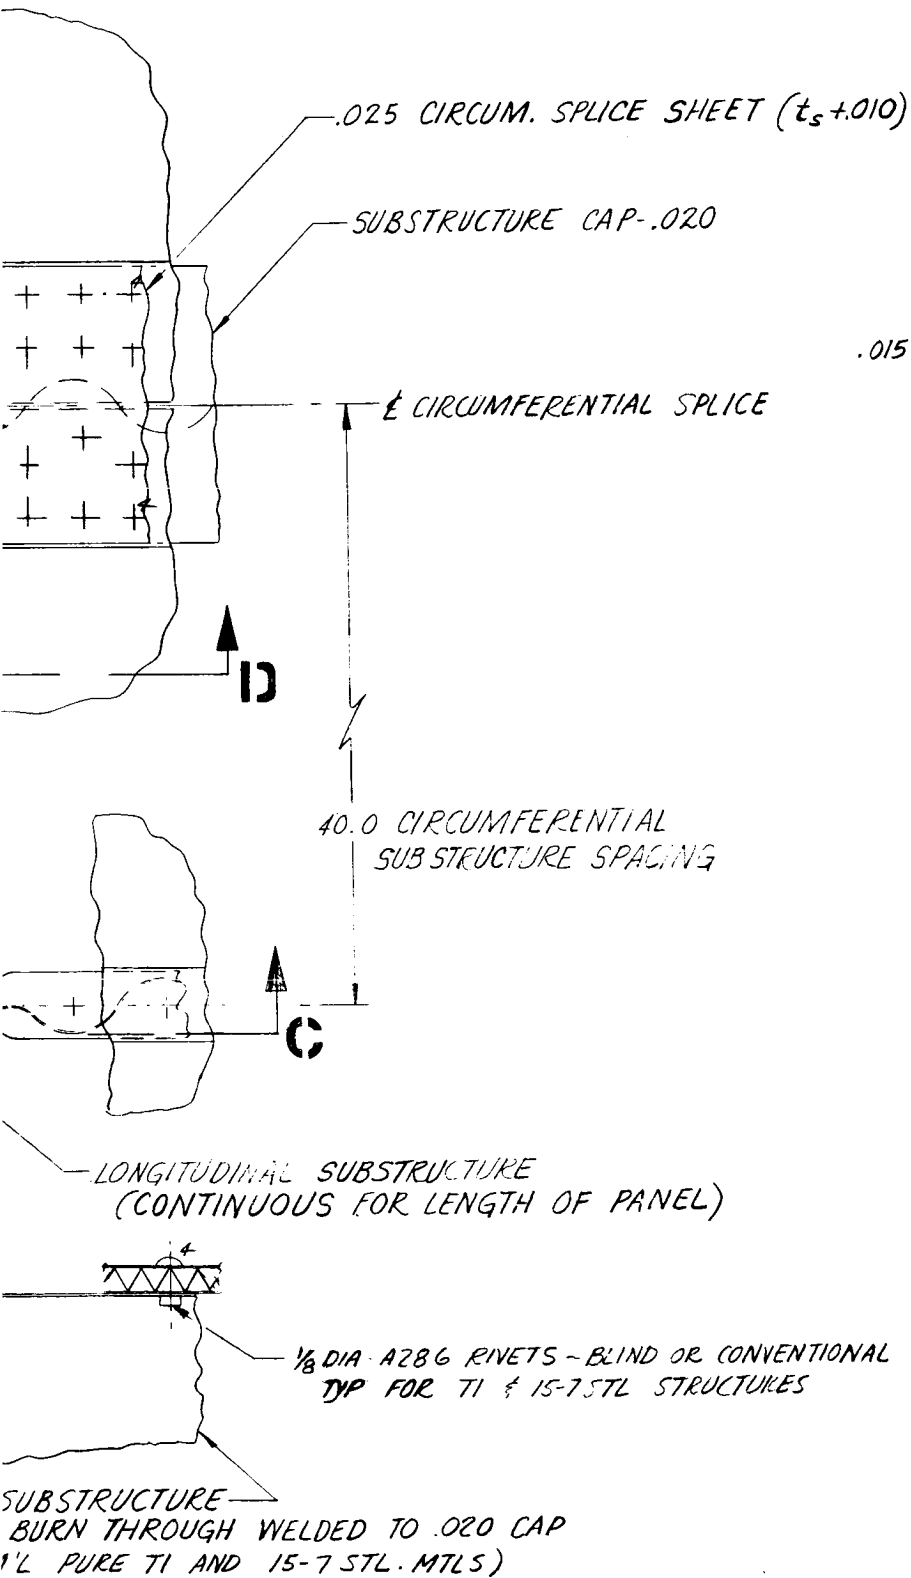 .025 CIRCUM. SPLICE SHEET (ts +.010)
SUBSTRUCTURE CAP-.020
.015
℄ CIRCUMFERENTIAL SPLICE
D
40.0 CIRCUMFERENTIAL
SUBSTRUCTURE SPACING
C
LONGITUDINAL SUBSTRUCTURE
(CONTINUOUS FOR LENGTH OF PANEL)
4
1/8 DIA A286 RIVETS - BLIND OR CONVENTIONAL
TYP FOR TI & 15-7 STL STRUCTURES
SUBSTRUCTURE
BURN THROUGH WELDED TO .020 CAP
PURE TI AND 15-7 STL. MTLS)